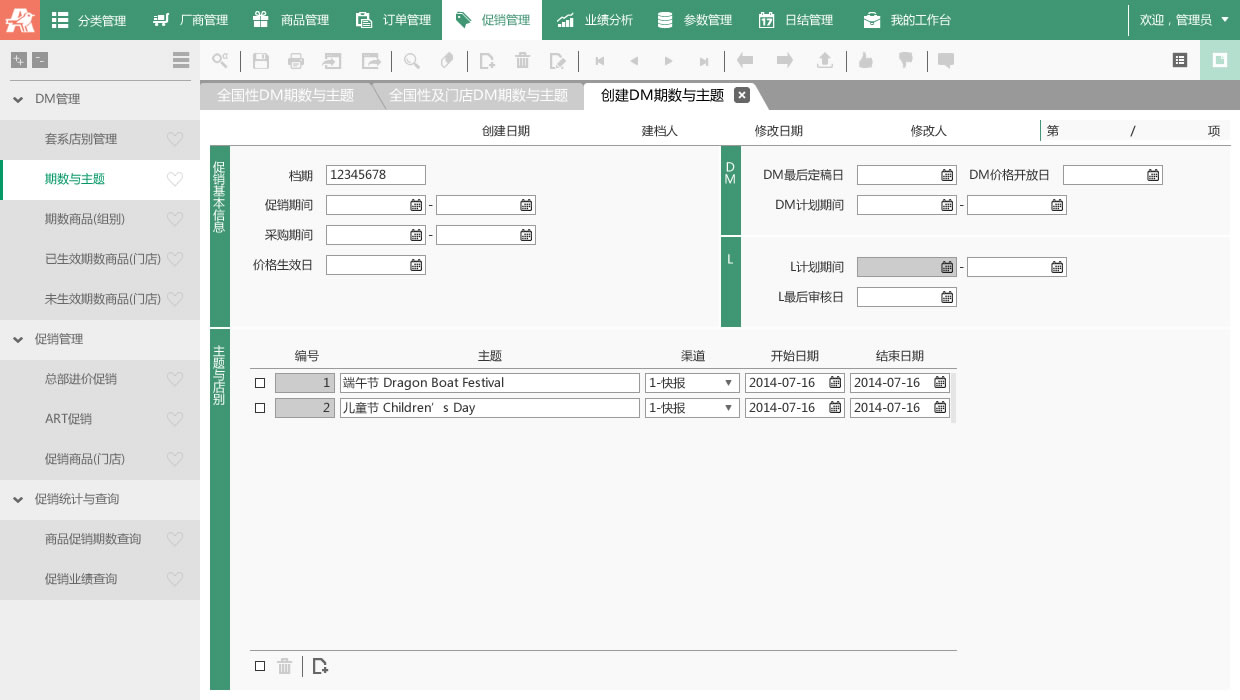 分类管理 厂商管理 商品管理 订单管理 促销管理 业绩分析 参数管理 17 日结管理 我的工作台 欢迎，管理员
全国性DM期数与主题 全国性及门店DM期数与主题 创建DM期数与主题
DM管理
套系店别管理
期数与主题
期数商品(组别)
已生效期数商品(门店)
未生效期数商品(门店)
促销管理
总部进价促销
ART促销
促销商品(门店)
促销统计与查询
商品促销期数查询
促销业绩查询
创建日期 建档人 修改日期 修改人 第 / 项
促销基本信息
档期 12345678
促销期间 -
采购期间 -
价格生效日
DM
DM最后定稿日 DM价格开放日
DM计划期间 -
L
L计划期间 -
L最后审核日
主题与店别
编号 主题 渠道 开始日期 结束日期
1 端午节 Dragon Boat Festival 1-快报 2014-07-16 2014-07-16
2 儿童节 Children’s Day 1-快报 2014-07-16 2014-07-16